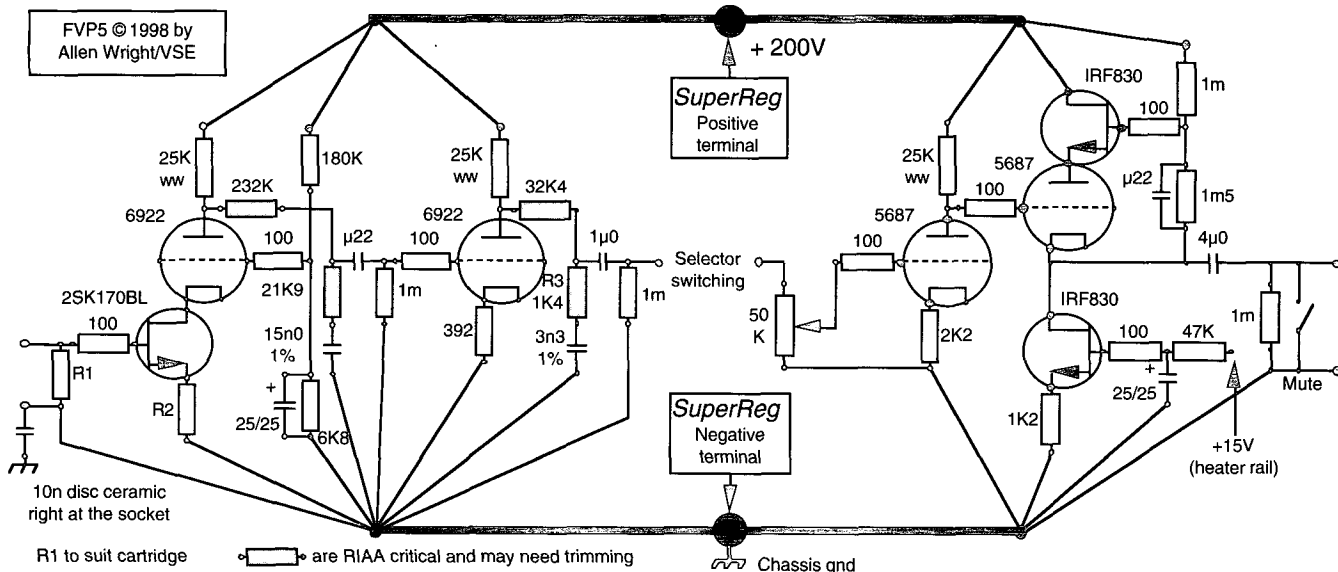 FVP5 © 1998 by
Allen Wright/VSE
+ 200V
SuperReg
Positive
terminal
IRF830
1m
100
25K
ww
180K
25K
ww
25K
ww
5687
232K
32K4
100
µ22
1m5
6922
6922
5687
100
µ22
100
1µ0
Selector
switching
100
4µ0
2SK170BL
21K9
1m
R3
1K4
1m
IRF830
100
392
50
K
2K2
100
47K
1m
15n0
1%
3n3
1%
R1
R2
+
25/25
6K8
SuperReg
Negative
terminal
+
25/25
Mute
1K2
+15V
(heater rail)
10n disc ceramic
right at the socket
R1 to suit cartridge
are RIAA critical and may need trimming
Chassis gnd